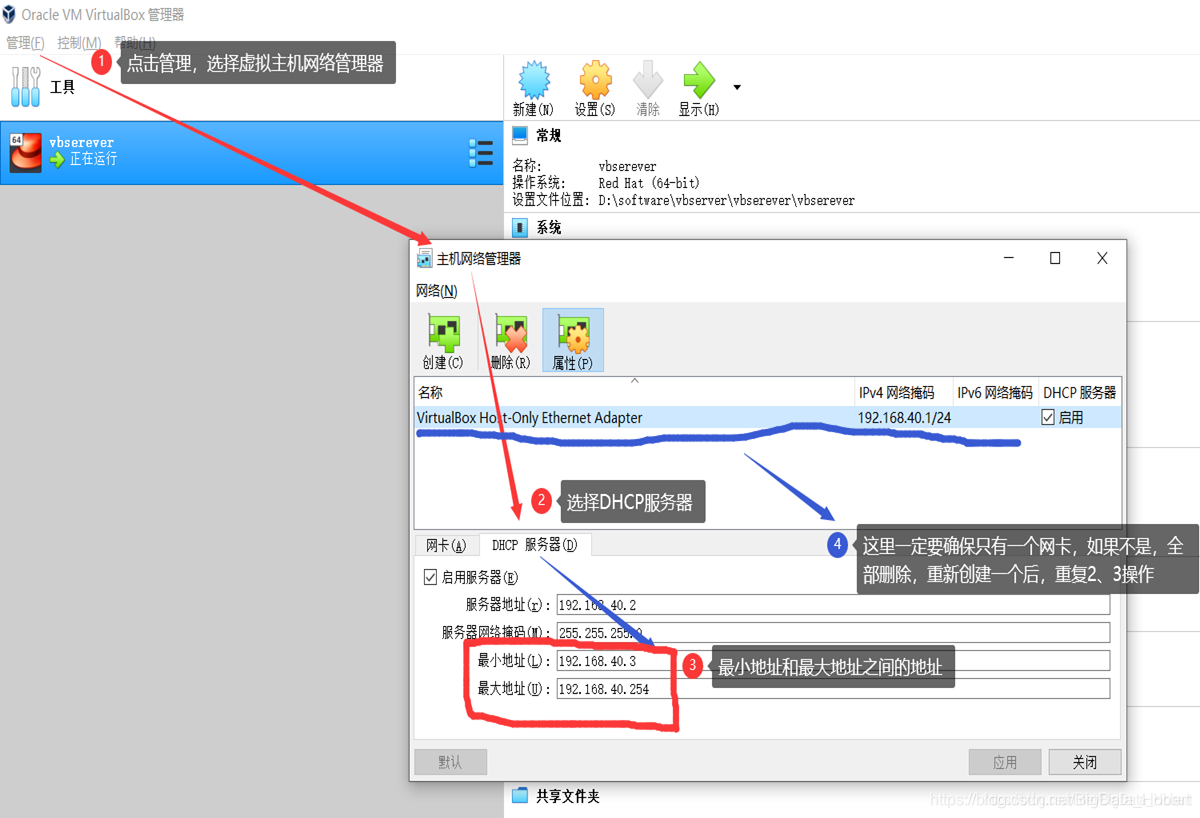 Oracle VM VirtualBox 管理器
管理(F) 控制(M) 帮助(H)
1 点击管理，选择虚拟主机网络管理器
工具
新建(N) 设置(S) 清除 显示(H)
64 vbserever
正在运行
常规
名称: vbserever
操作系统: Red Hat (64-bit)
设置文件位置: D:\software\vbserver\vbserever\vbserever
系统
主机网络管理器
网络(N)
创建(C) 删除(R) 属性(P)
名称 IPv4 网络掩码 IPv6 网络掩码 DHCP 服务器
VirtualBox Host-Only Ethernet Adapter 192.168.40.1/24 启用
2 选择DHCP服务器
4 这里一定要确保只有一个网卡，如果不是，全
部删除，重新创建一个后，重复2、3操作
网卡(A) DHCP 服务器(D)
启用服务器(E)
服务器地址(r): 192.168.40.2
服务器网络掩码(M): 255.255.255.0
最小地址(L): 192.168.40.3
3 最小地址和最大地址之间的地址
最大地址(U): 192.168.40.254
默认 应用 关闭
共享文件夹